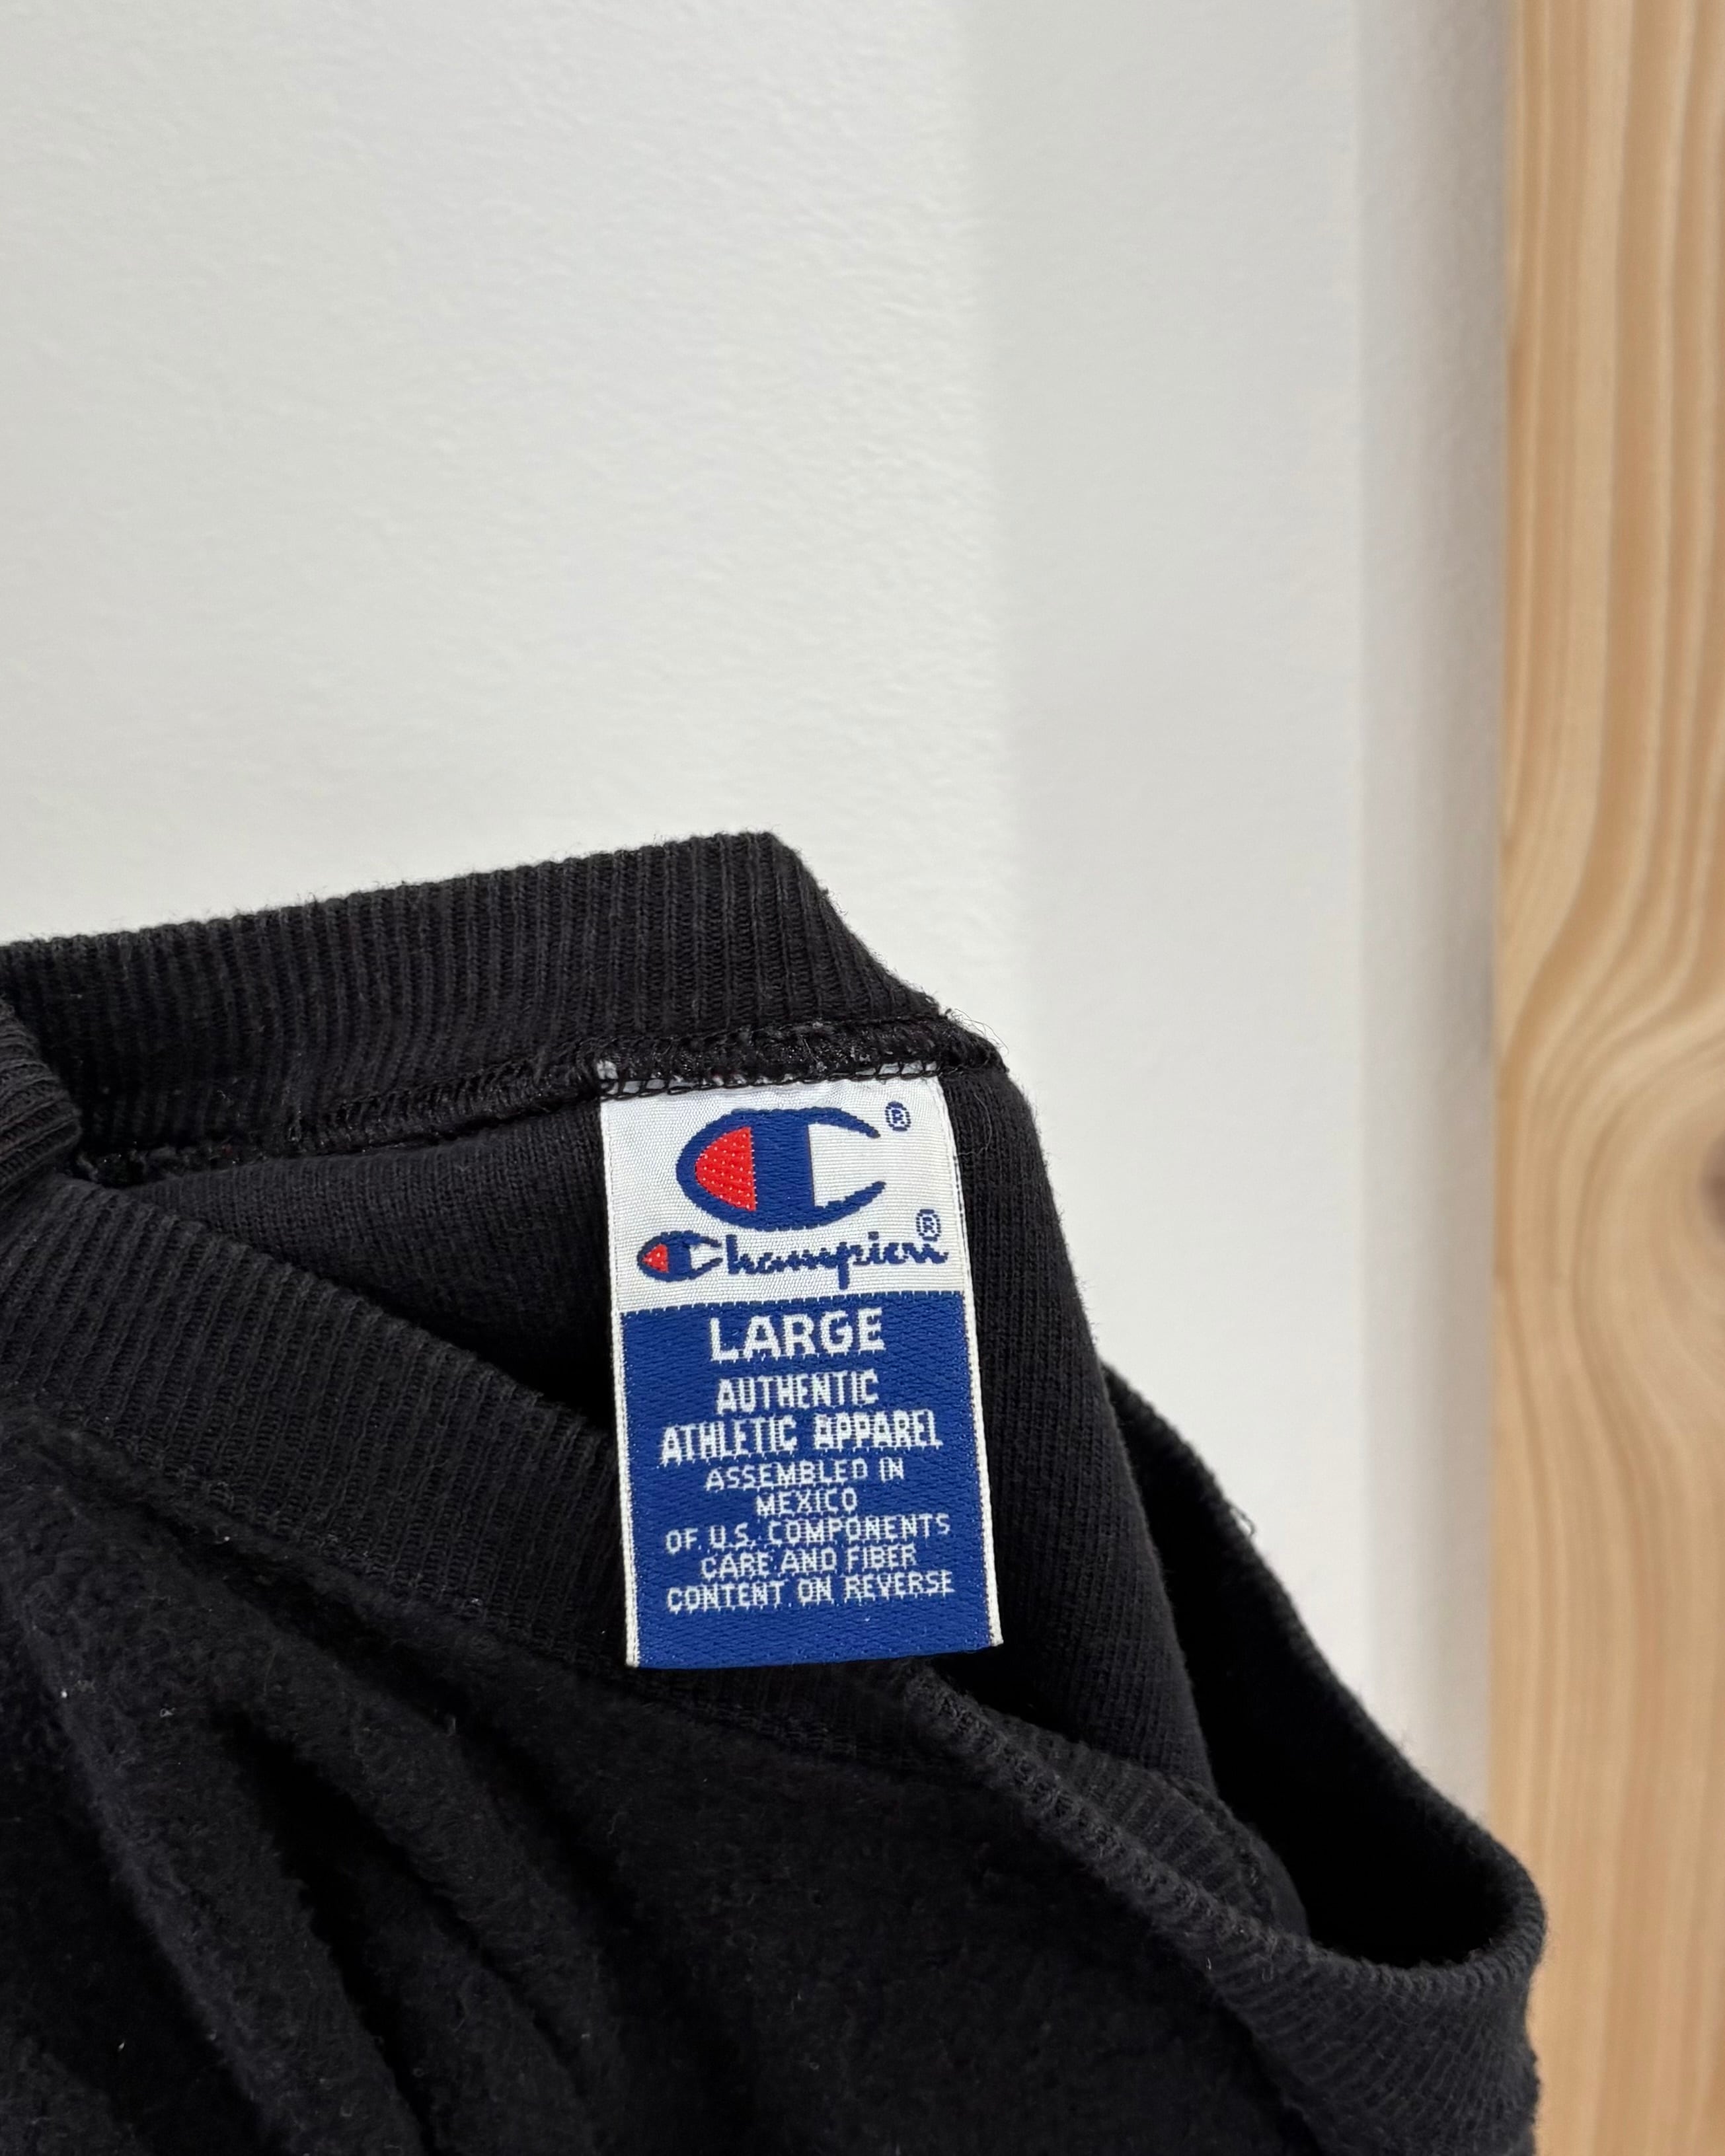 ®
Champion®
LARGE
AUTHENTIC
ATHLETIC APPAREL
ASSEMBLED IN
MEXICO
OF U.S. COMPONENTS
CARE AND FIBER
CONTENT ON REVERSE